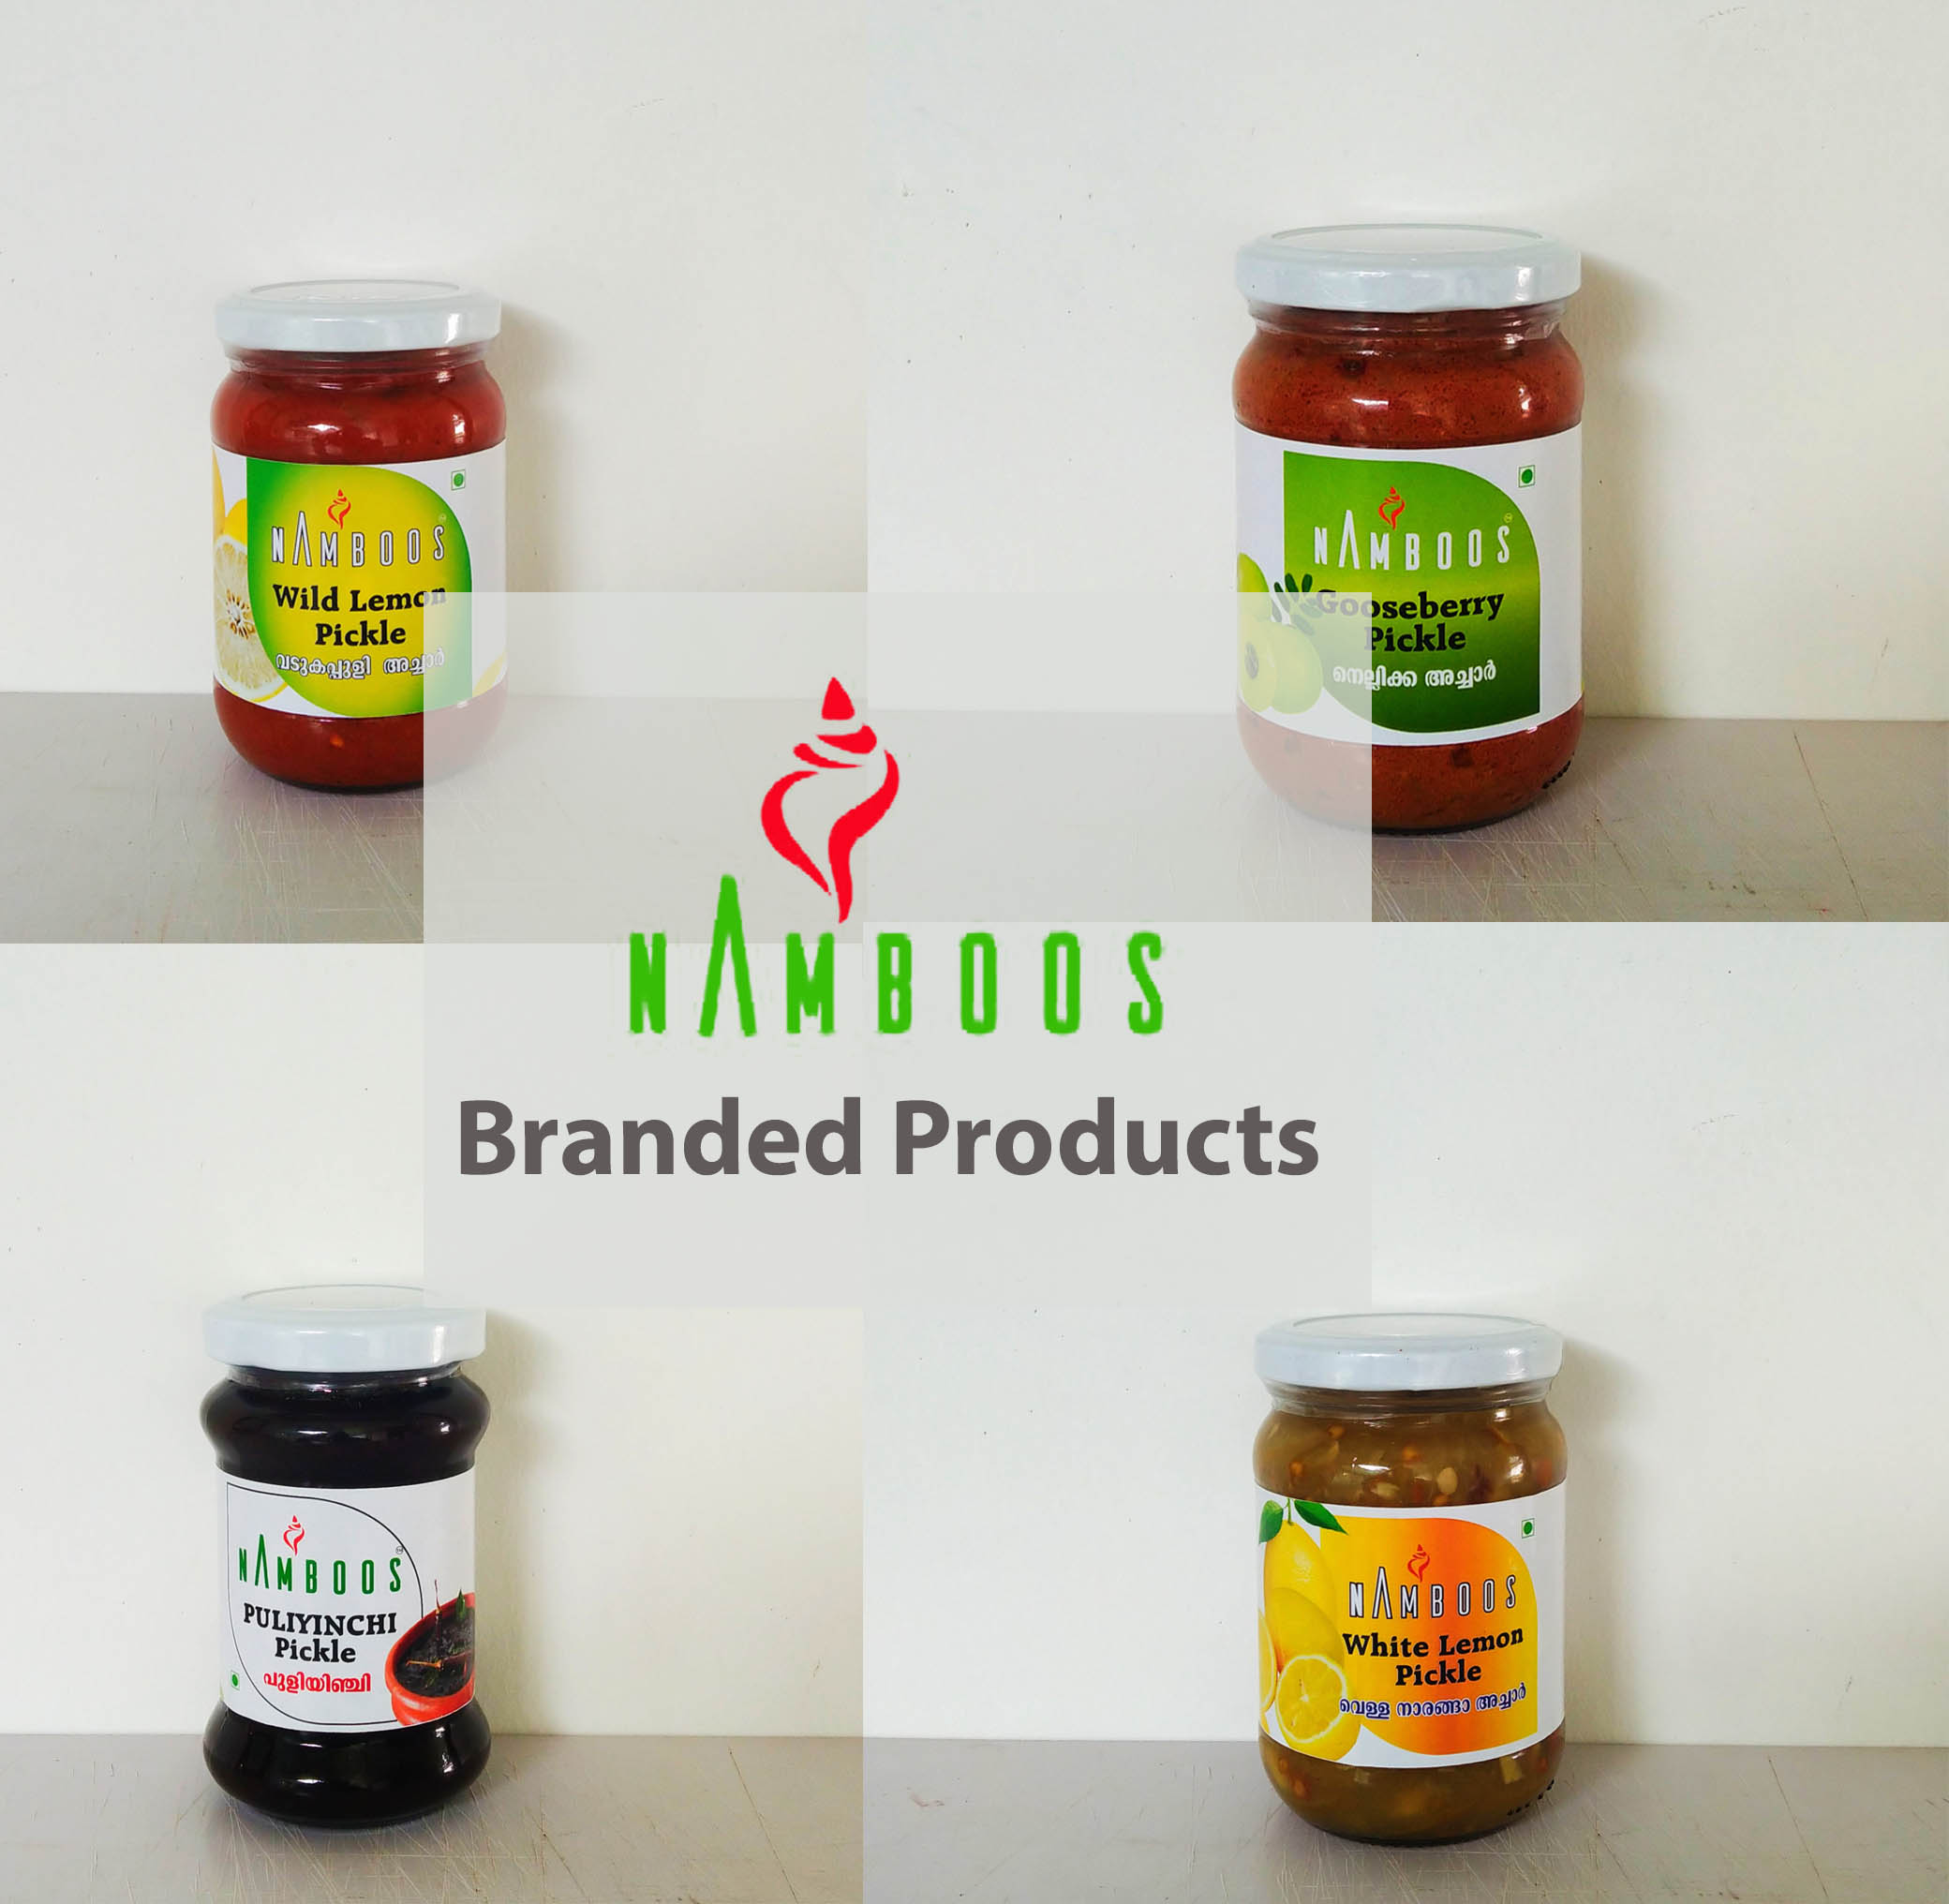 NAMBOOS
Wild Lemon
Pickle
വടുകപ്പുളി അച്ചാർ
NAMBOOS
Gooseberry
Pickle
നെല്ലിക്ക അച്ചാർ
NAMBOOS
Branded Products
NAMBOOS
PULIYINCHI
Pickle
പുളിയിഞ്ചി
NAMBOOS
White Lemon
Pickle
വെള്ള നാരങ്ങാ അച്ചാർ